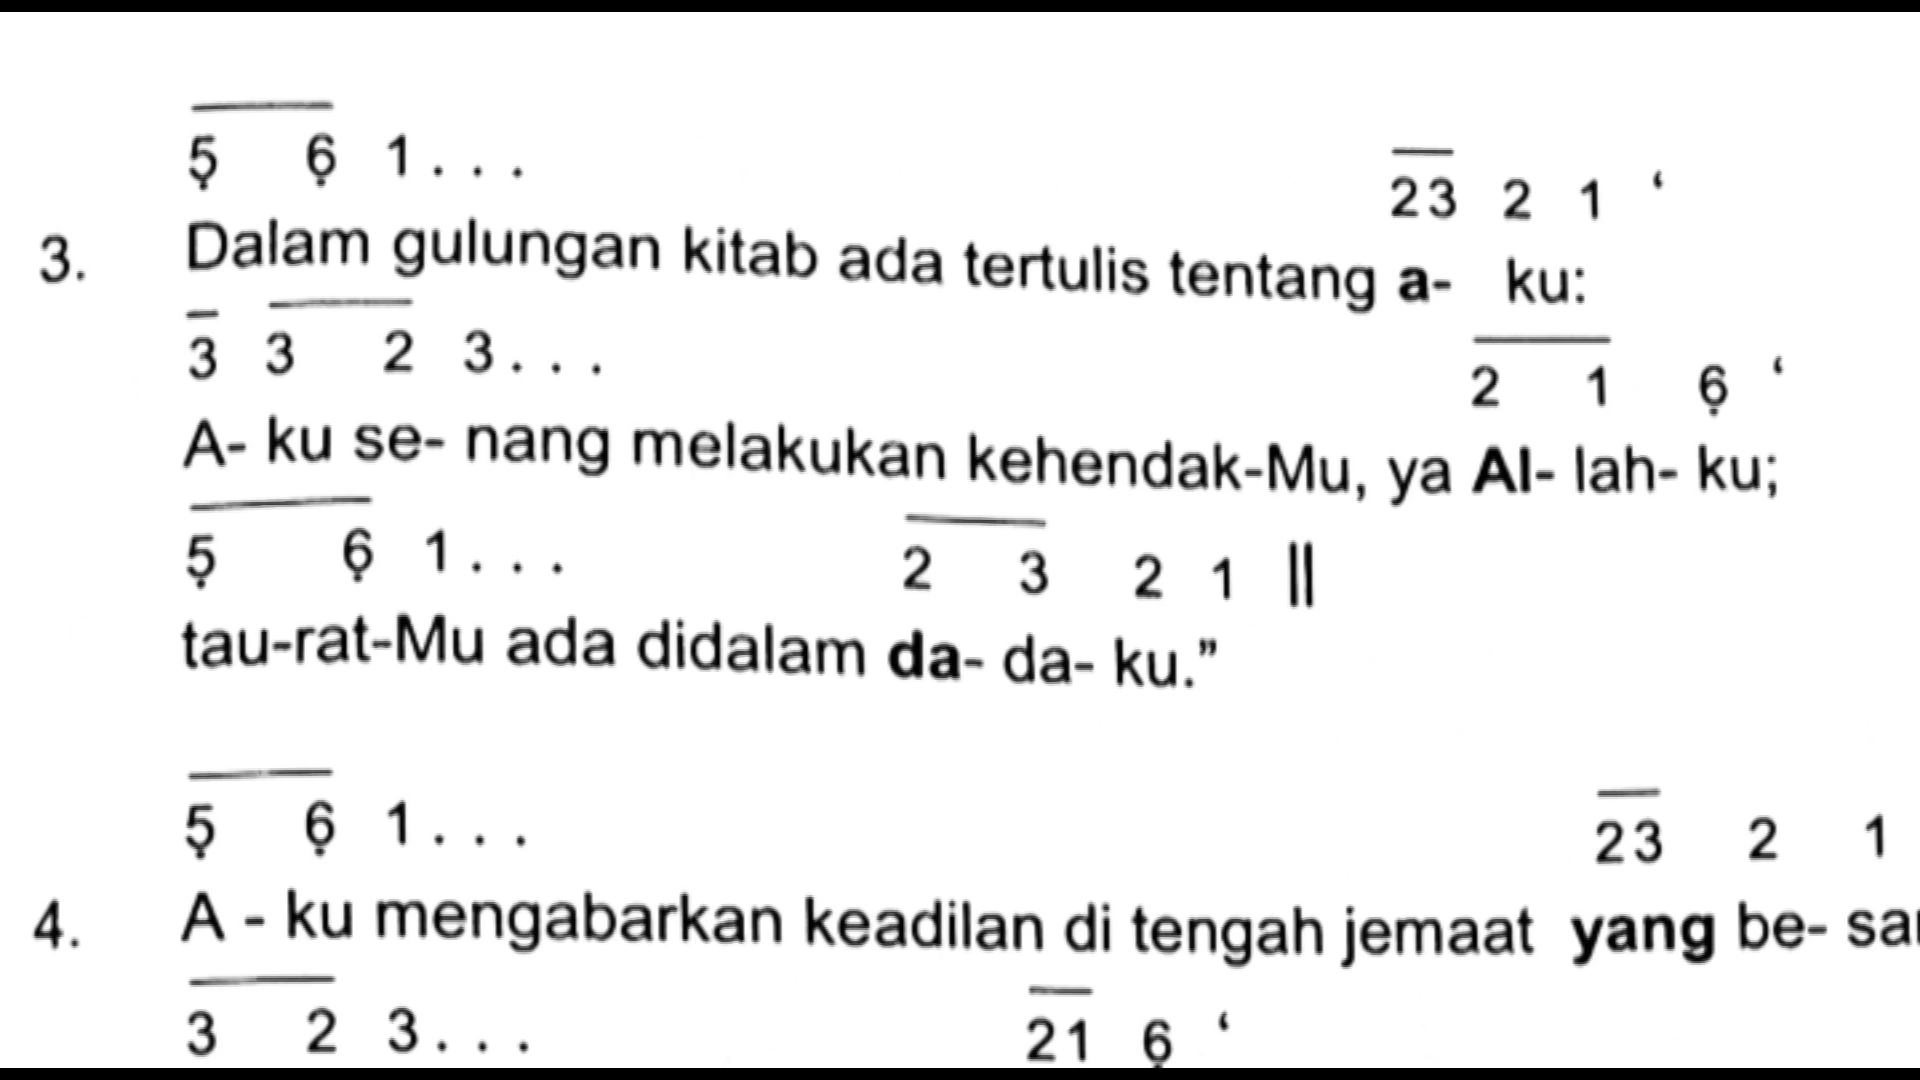 5̣ 6̣ 1 . . . 23 2 1 ‘
3. Dalam gulungan kitab ada tertulis tentang a- ku:
3 3 2 3 . . . 2 1 6̣ ‘
A- ku se- nang melakukan kehendak-Mu, ya Al- lah- ku;
5̣ 6̣ 1 . . . 2 3 2 1 ||
tau-rat-Mu ada didalam da- da- ku.”
5̣ 6̣ 1 . . . 23 2 1
4. A - ku mengabarkan keadilan di tengah jemaat yang be- sa
3 2 3 . . . 21 6̣ ‘